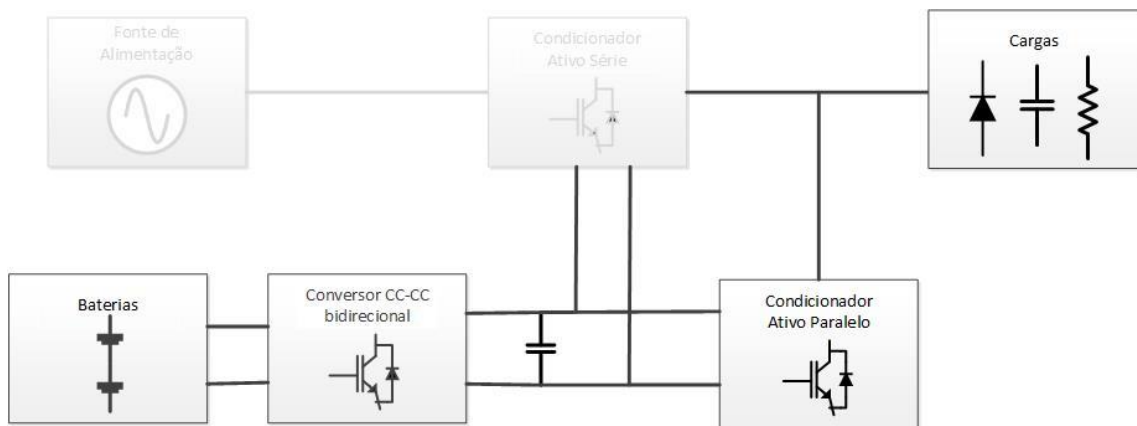 Fonte de
Alimentação
Condicionador
Ativo Série
Cargas
Baterias
Conversor CC-CC
bidirecional
Condicionador
Ativo Paralelo